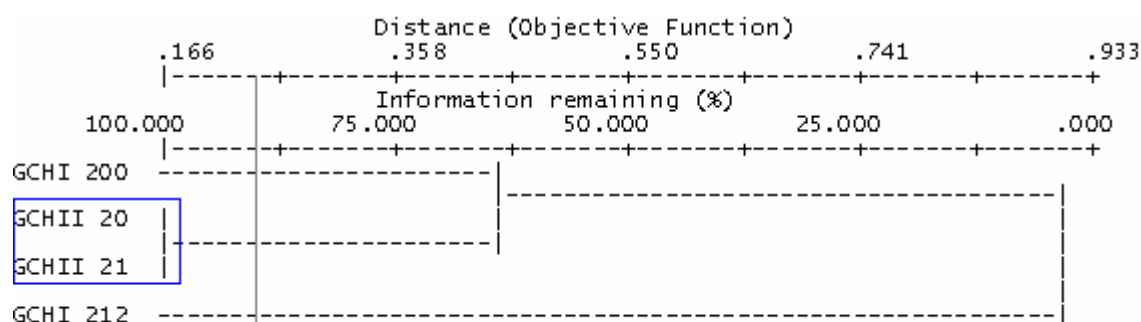 Distance (Objective Function)
.166 .358 .550 .741 .933
Information remaining (%)
100.000 75.000 50.000 25.000 .000
GCHI 200
GCHII 20
GCHII 21
GCHI 212